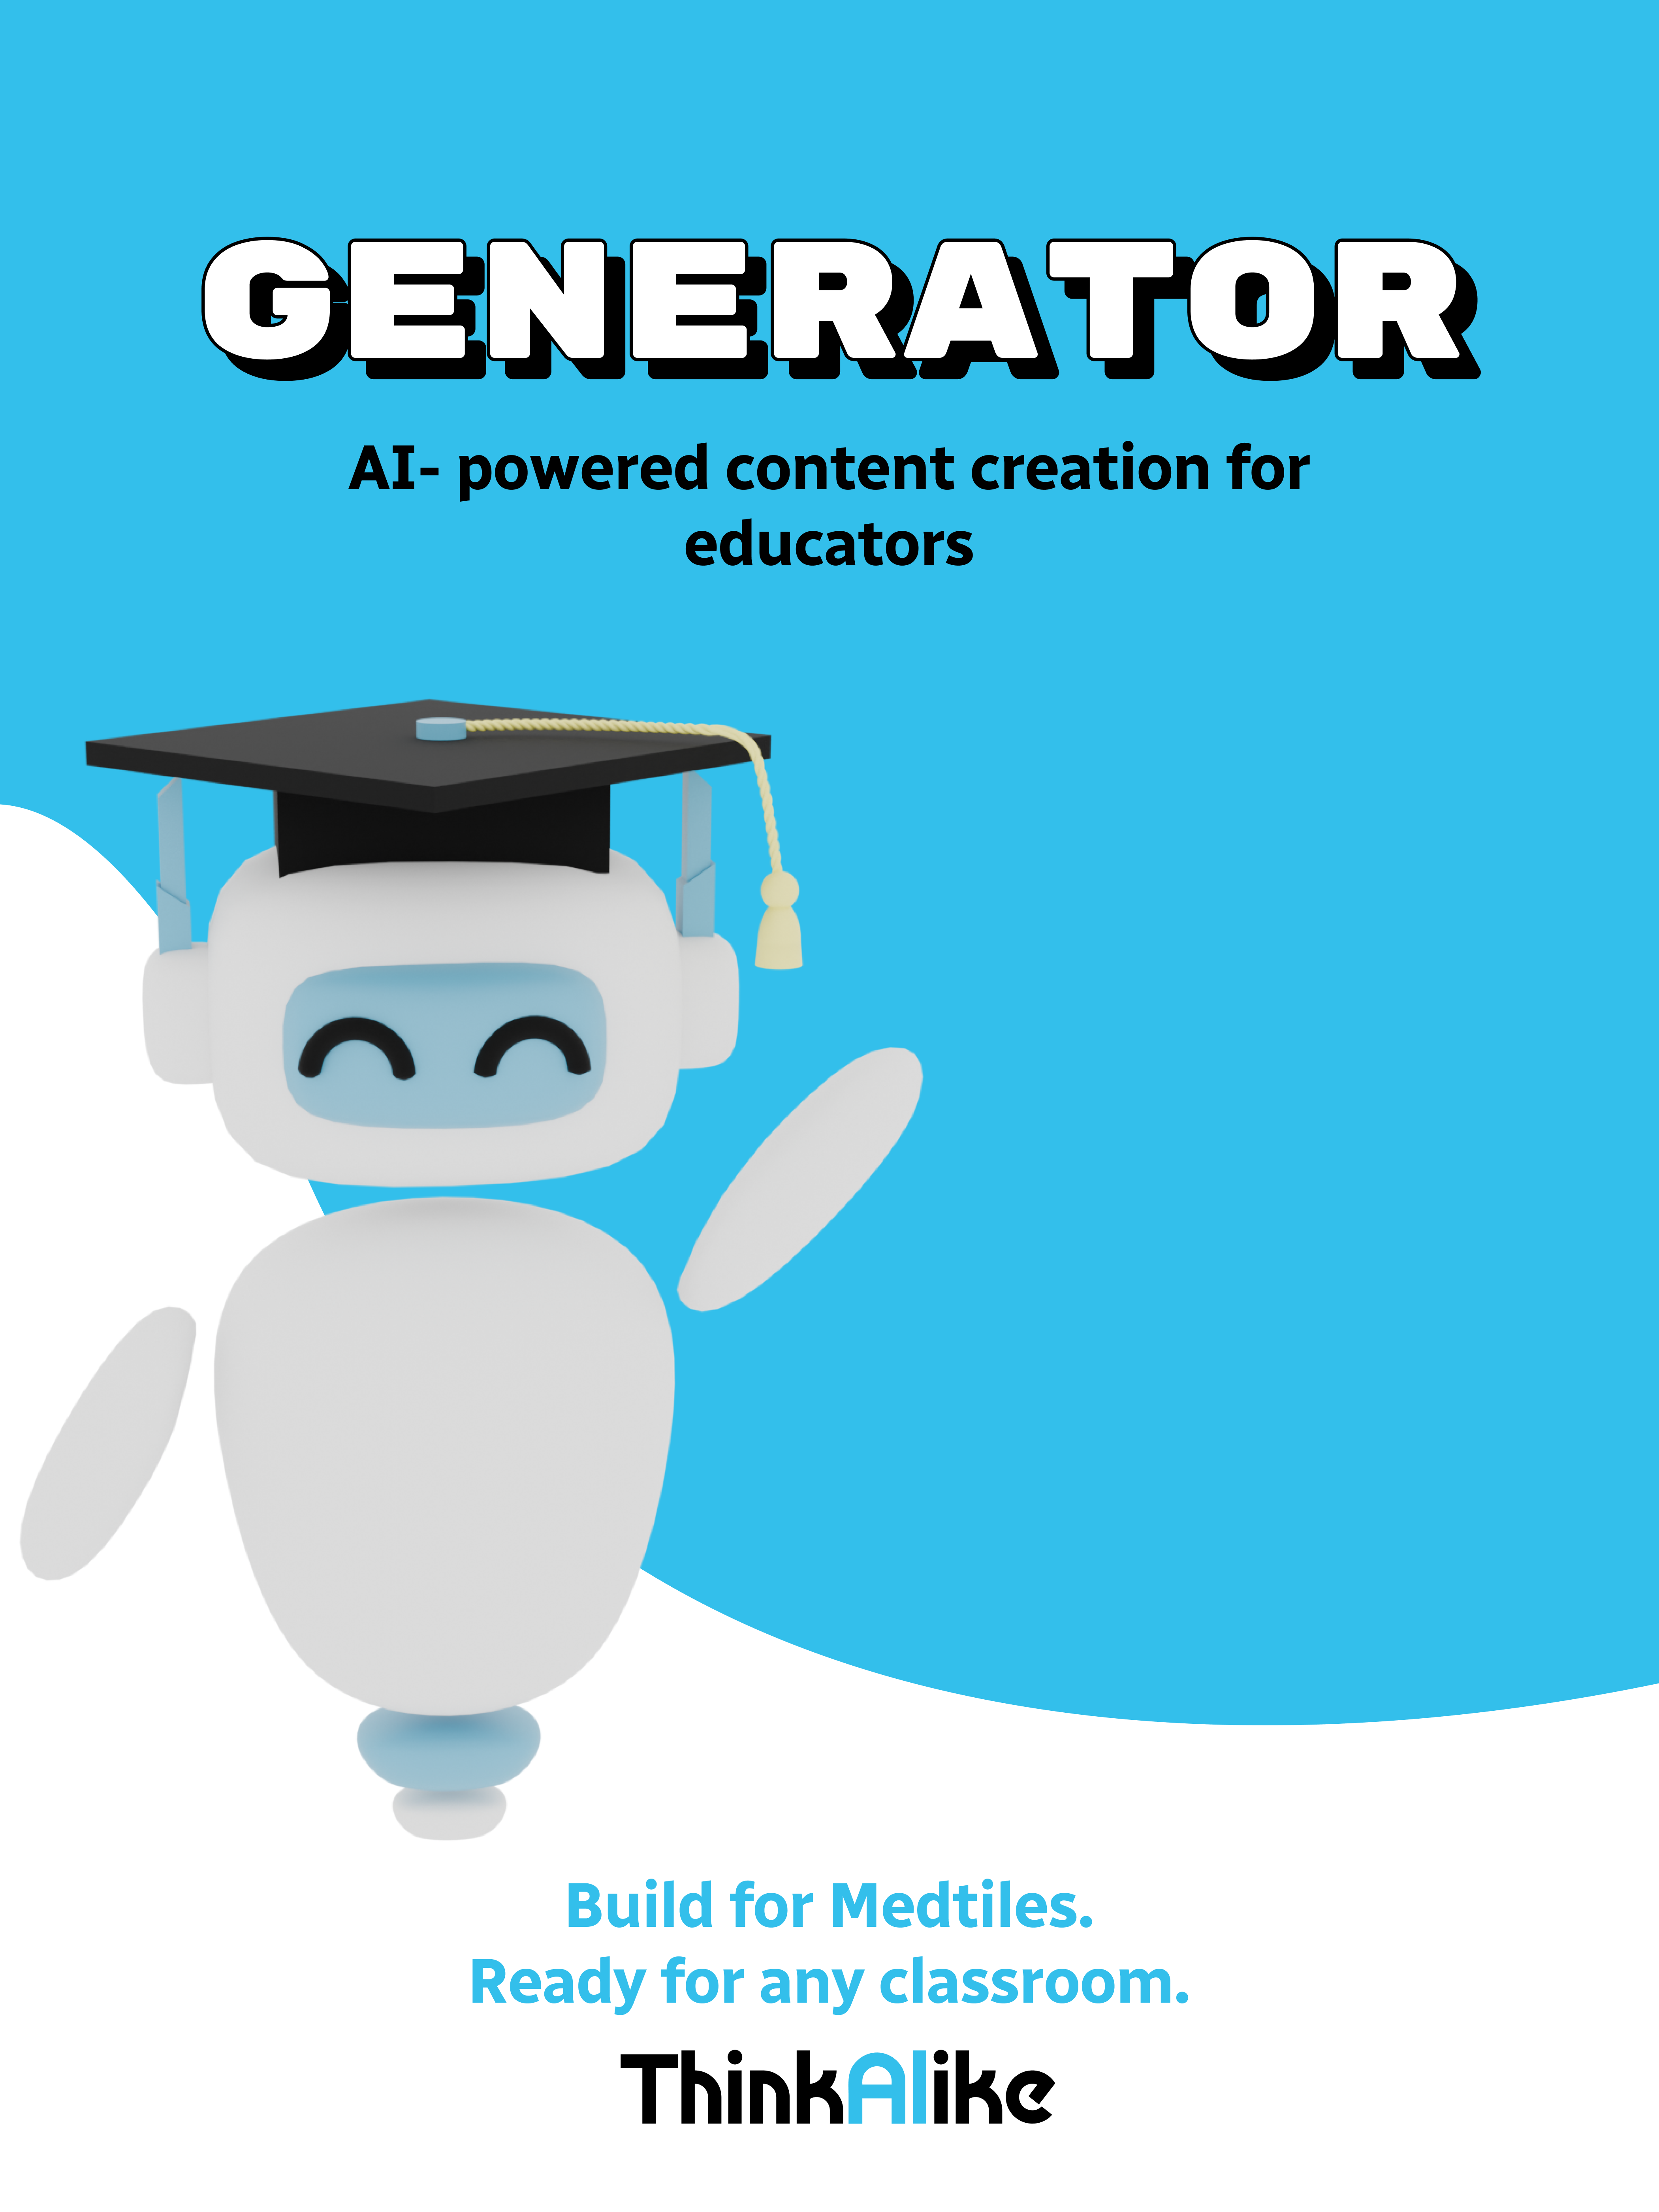 GENERATOR
AI- powered content creation for
educators
Build for Medtiles.
Ready for any classroom.
ThinkAlike